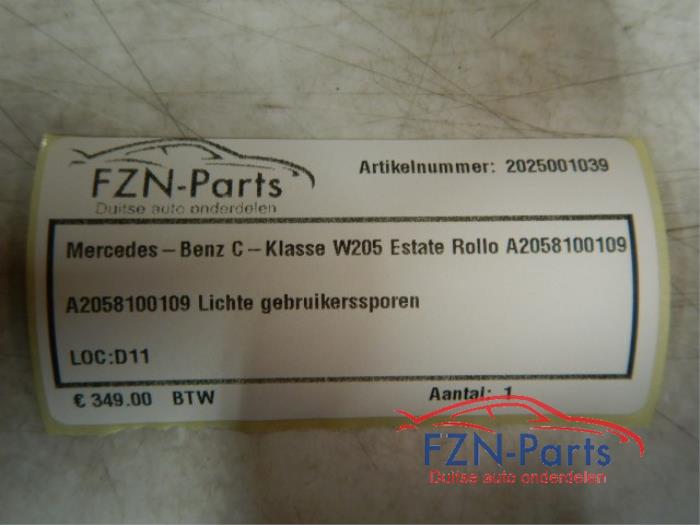 FZN-Parts
Duitse auto onderdelen
Artikelnummer: 2025001039
Mercedes-Benz C-Klasse W205 Estate Rollo A2058100109
A2058100109 Lichte gebruikerssporen
LOC:D11
€ 349.00 BTW
Aantal: 1
FZN-Parts
Duitse auto onderdelen